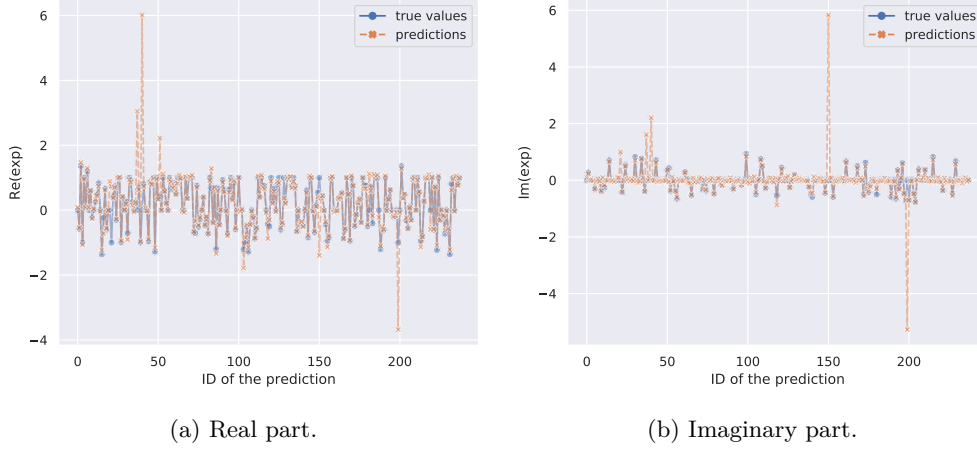 true values
predictions
6
4
2
0
−2
−4
Re(exp)
0 50 100 150 200
ID of the prediction
(a) Real part.
true values
predictions
6
4
2
0
−2
−4
Im(exp)
0 50 100 150 200
ID of the prediction
(b) Imaginary part.